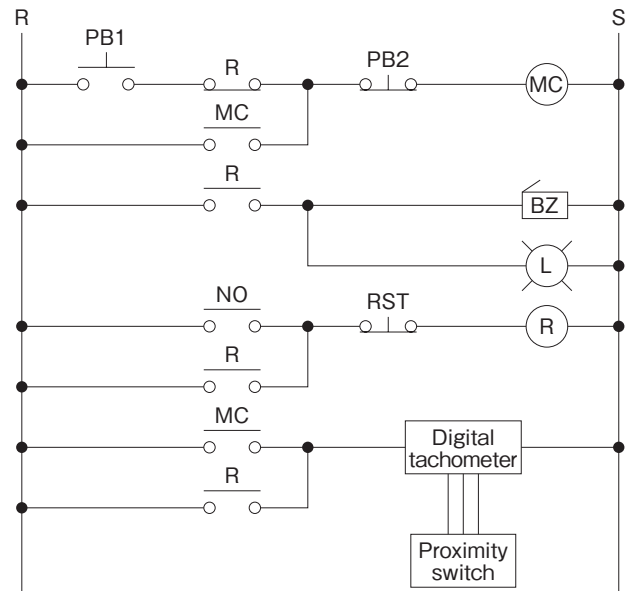 R S
PB1
R
PB2
MC
MC
R
BZ
L
NO
RST
R
R
MC
Digital
tachometer
R
Proximity
switch